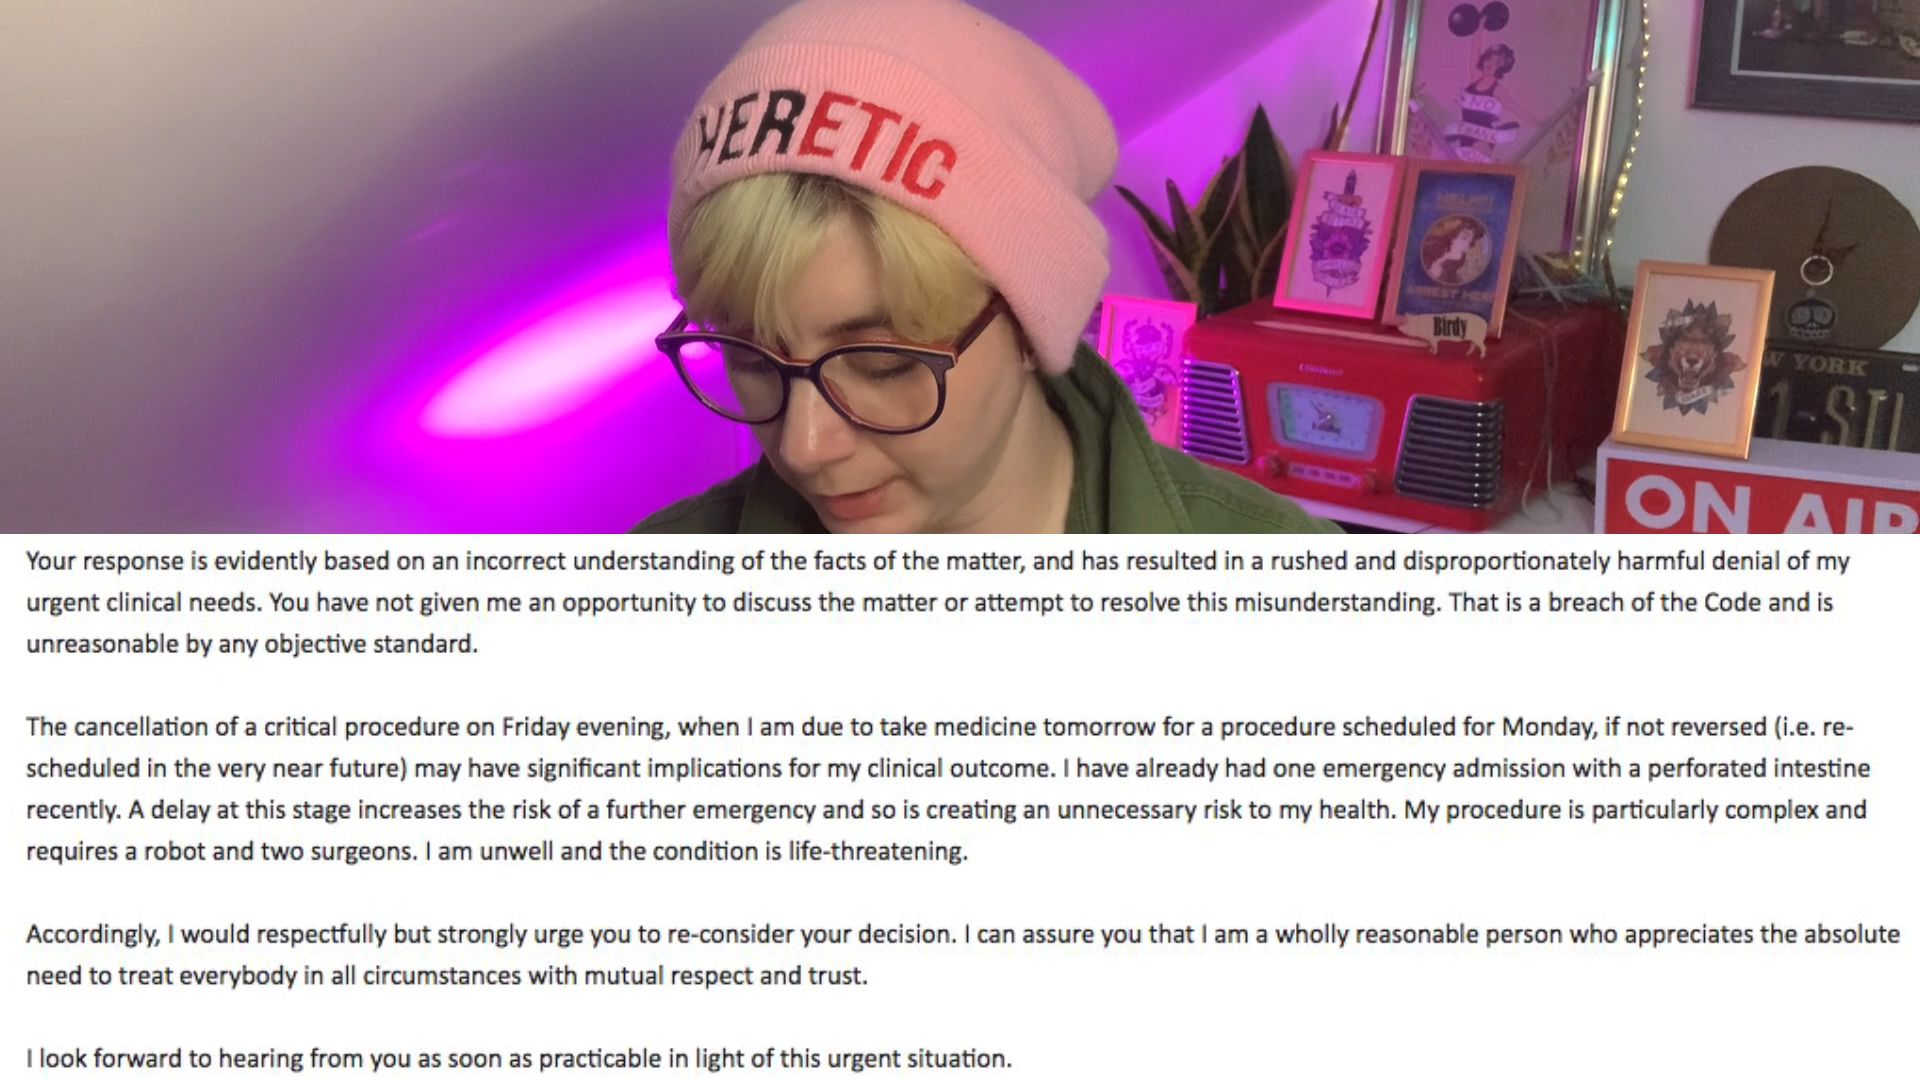 HERETIC
NO
THANK
YOU
HELP!
ARREST HER!
Birdy
W YORK
1 SU
ON AIR
Your response is evidently based on an incorrect understanding of the facts of the matter, and has resulted in a rushed and disproportionately harmful denial of my
urgent clinical needs. You have not given me an opportunity to discuss the matter or attempt to resolve this misunderstanding. That is a breach of the Code and is
unreasonable by any objective standard.
The cancellation of a critical procedure on Friday evening, when I am due to take medicine tomorrow for a procedure scheduled for Monday, if not reversed (i.e. re-
scheduled in the very near future) may have significant implications for my clinical outcome. I have already had one emergency admission with a perforated intestine
recently. A delay at this stage increases the risk of a further emergency and so is creating an unnecessary risk to my health. My procedure is particularly complex and
requires a robot and two surgeons. I am unwell and the condition is life-threatening.
Accordingly, I would respectfully but strongly urge you to re-consider your decision. I can assure you that I am a wholly reasonable person who appreciates the absolute
need to treat everybody in all circumstances with mutual respect and trust.
I look forward to hearing from you as soon as practicable in light of this urgent situation.